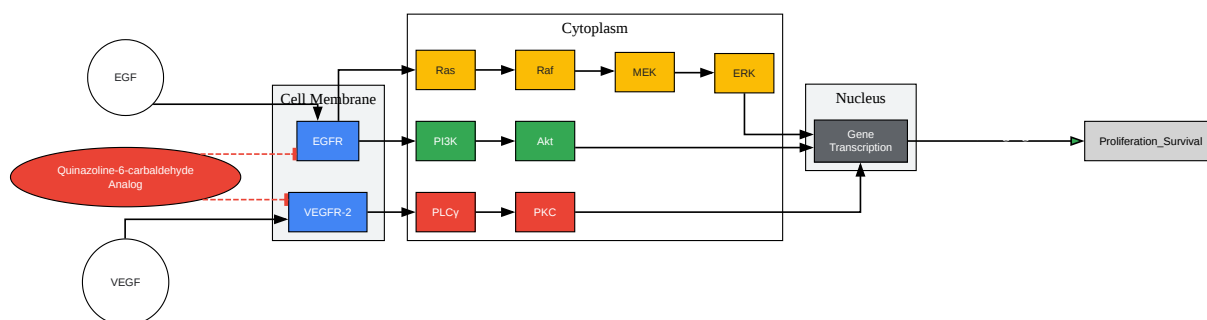 Cytoplasm
EGF
Ras
Raf
MEK
ERK
Cell Membrane
Nucleus
EGFR
PI3K
Akt
Gene
Transcription
Proliferation_Survival
Quinazoline-6-carbaldehyde
Analog
VEGFR-2
PLCγ
PKC
VEGF